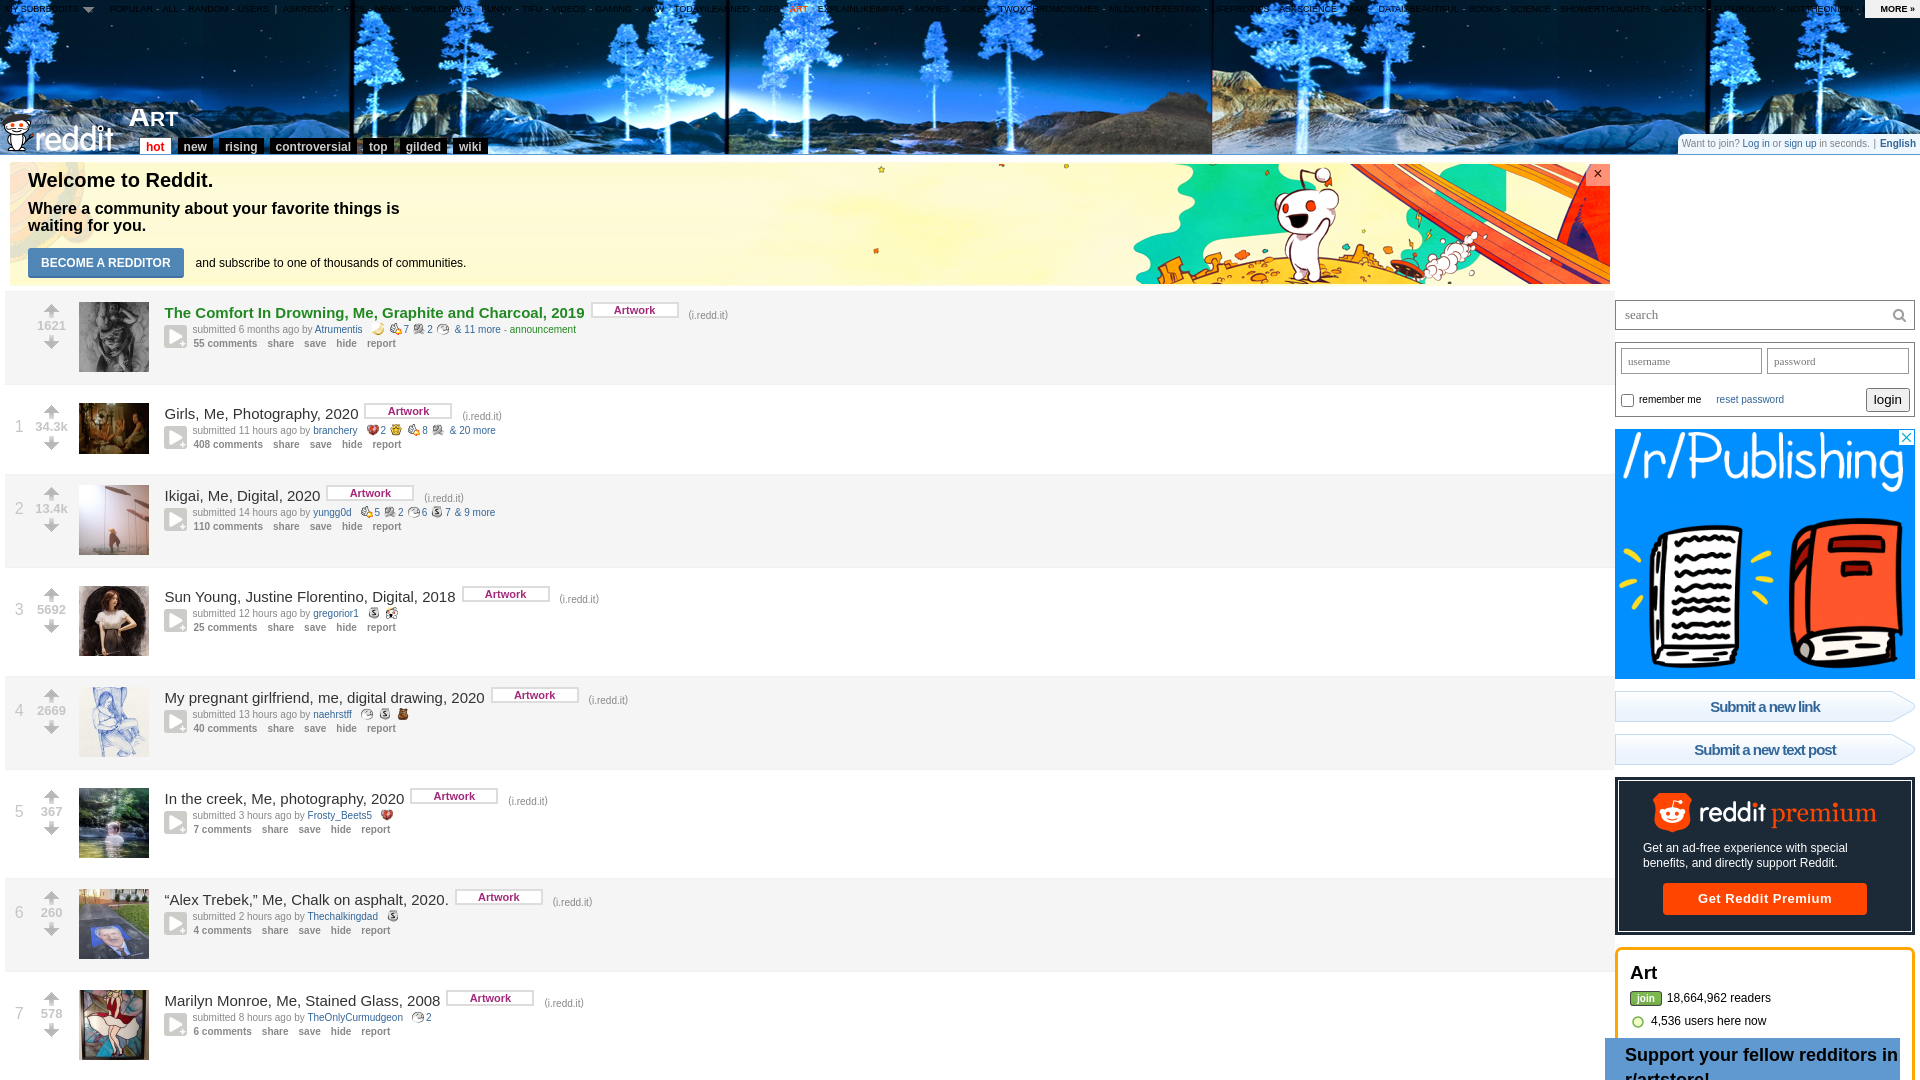 MY SUBREDDITS
POPULAR - ALL - RANDOM - USERS | ASKREDDIT - PICS - NEWS - WORLDNEWS - FUNNY - TIFU - VIDEOS - GAMING - AWW - TODAYILEARNED - GIFS - ART - EXPLAINLIKEIMFIVE - MOVIES - JOKES - TWOXCHROMOSOMES - MILDLYINTERESTING - LIFEPROTIPS - ASKSCIENCE - DATAISBEAUTIFUL - BOOKS - SCIENCE - SHOWERTHOUGHTS - GADGETS - FUTUROLOGY - NOTTHEONION
MORE »
reddit
ART
hot new rising controversial top gilded wiki
Want to join? Log in or sign up in seconds. | English
Welcome to Reddit.
Where a community about your favorite things is
waiting for you.
BECOME A REDDITOR and subscribe to one of thousands of communities.
×
1621
The Comfort In Drowning, Me, Graphite and Charcoal, 2019 Artwork (i.redd.it)
submitted 6 months ago by Atrumentis 7 2 & 11 more - announcement
55 comments share save hide report
1
34.3k
Girls, Me, Photography, 2020 Artwork (i.redd.it)
submitted 11 hours ago by branchery 2 8 & 20 more
408 comments share save hide report
2
13.4k
Ikigai, Me, Digital, 2020 Artwork (i.redd.it)
submitted 14 hours ago by yungg0d 5 2 6 7 & 9 more
110 comments share save hide report
3
5692
Sun Young, Justine Florentino, Digital, 2018 Artwork (i.redd.it)
submitted 12 hours ago by gregorior1
25 comments share save hide report
4
2669
My pregnant girlfriend, me, digital drawing, 2020 Artwork (i.redd.it)
submitted 13 hours ago by naehrstff
40 comments share save hide report
5
367
In the creek, Me, photography, 2020 Artwork (i.redd.it)
submitted 3 hours ago by Frosty_Beets5
7 comments share save hide report
6
260
“Alex Trebek,” Me, Chalk on asphalt, 2020. Artwork (i.redd.it)
submitted 2 hours ago by Thechalkingdad
4 comments share save hide report
7
578
Marilyn Monroe, Me, Stained Glass, 2008 Artwork (i.redd.it)
submitted 8 hours ago by TheOnlyCurmudgeon 2
6 comments share save hide report
search
username password
remember me reset password login
/r/Publishing
Submit a new link
Submit a new text post
reddit premium
Get an ad-free experience with special
benefits, and directly support Reddit.
Get Reddit Premium
Art
join 18,664,962 readers
4,536 users here now
Support your fellow redditors in
r/artstore!